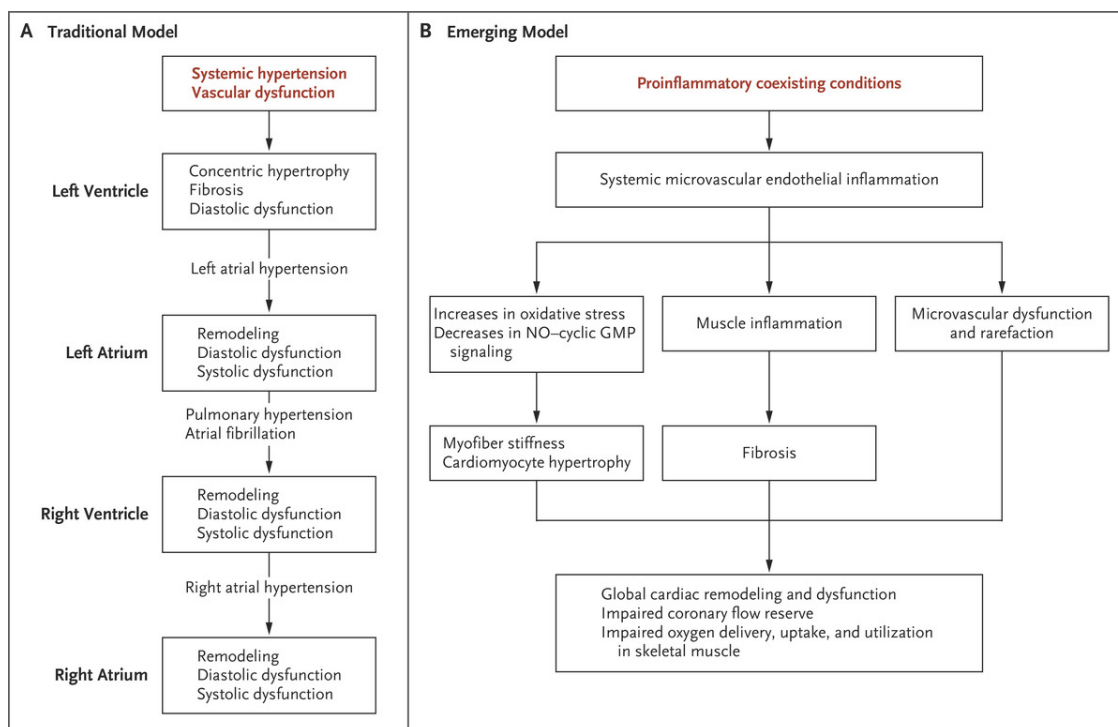 A Traditional Model
Systemic hypertension
Vascular dysfunction
Left Ventricle
Concentric hypertrophy
Fibrosis
Diastolic dysfunction
Left atrial hypertension
Left Atrium
Remodeling
Diastolic dysfunction
Systolic dysfunction
Pulmonary hypertension
Atrial fibrillation
Right Ventricle
Remodeling
Diastolic dysfunction
Systolic dysfunction
Right atrial hypertension
Right Atrium
Remodeling
Diastolic dysfunction
Systolic dysfunction
B Emerging Model
Proinflammatory coexisting conditions
Systemic microvascular endothelial inflammation
Increases in oxidative stress
Decreases in NO–cyclic GMP
signaling
Muscle inflammation
Microvascular dysfunction
and rarefaction
Myofiber stiffness
Cardiomyocyte hypertrophy
Fibrosis
Global cardiac remodeling and dysfunction
Impaired coronary flow reserve
Impaired oxygen delivery, uptake, and utilization
in skeletal muscle